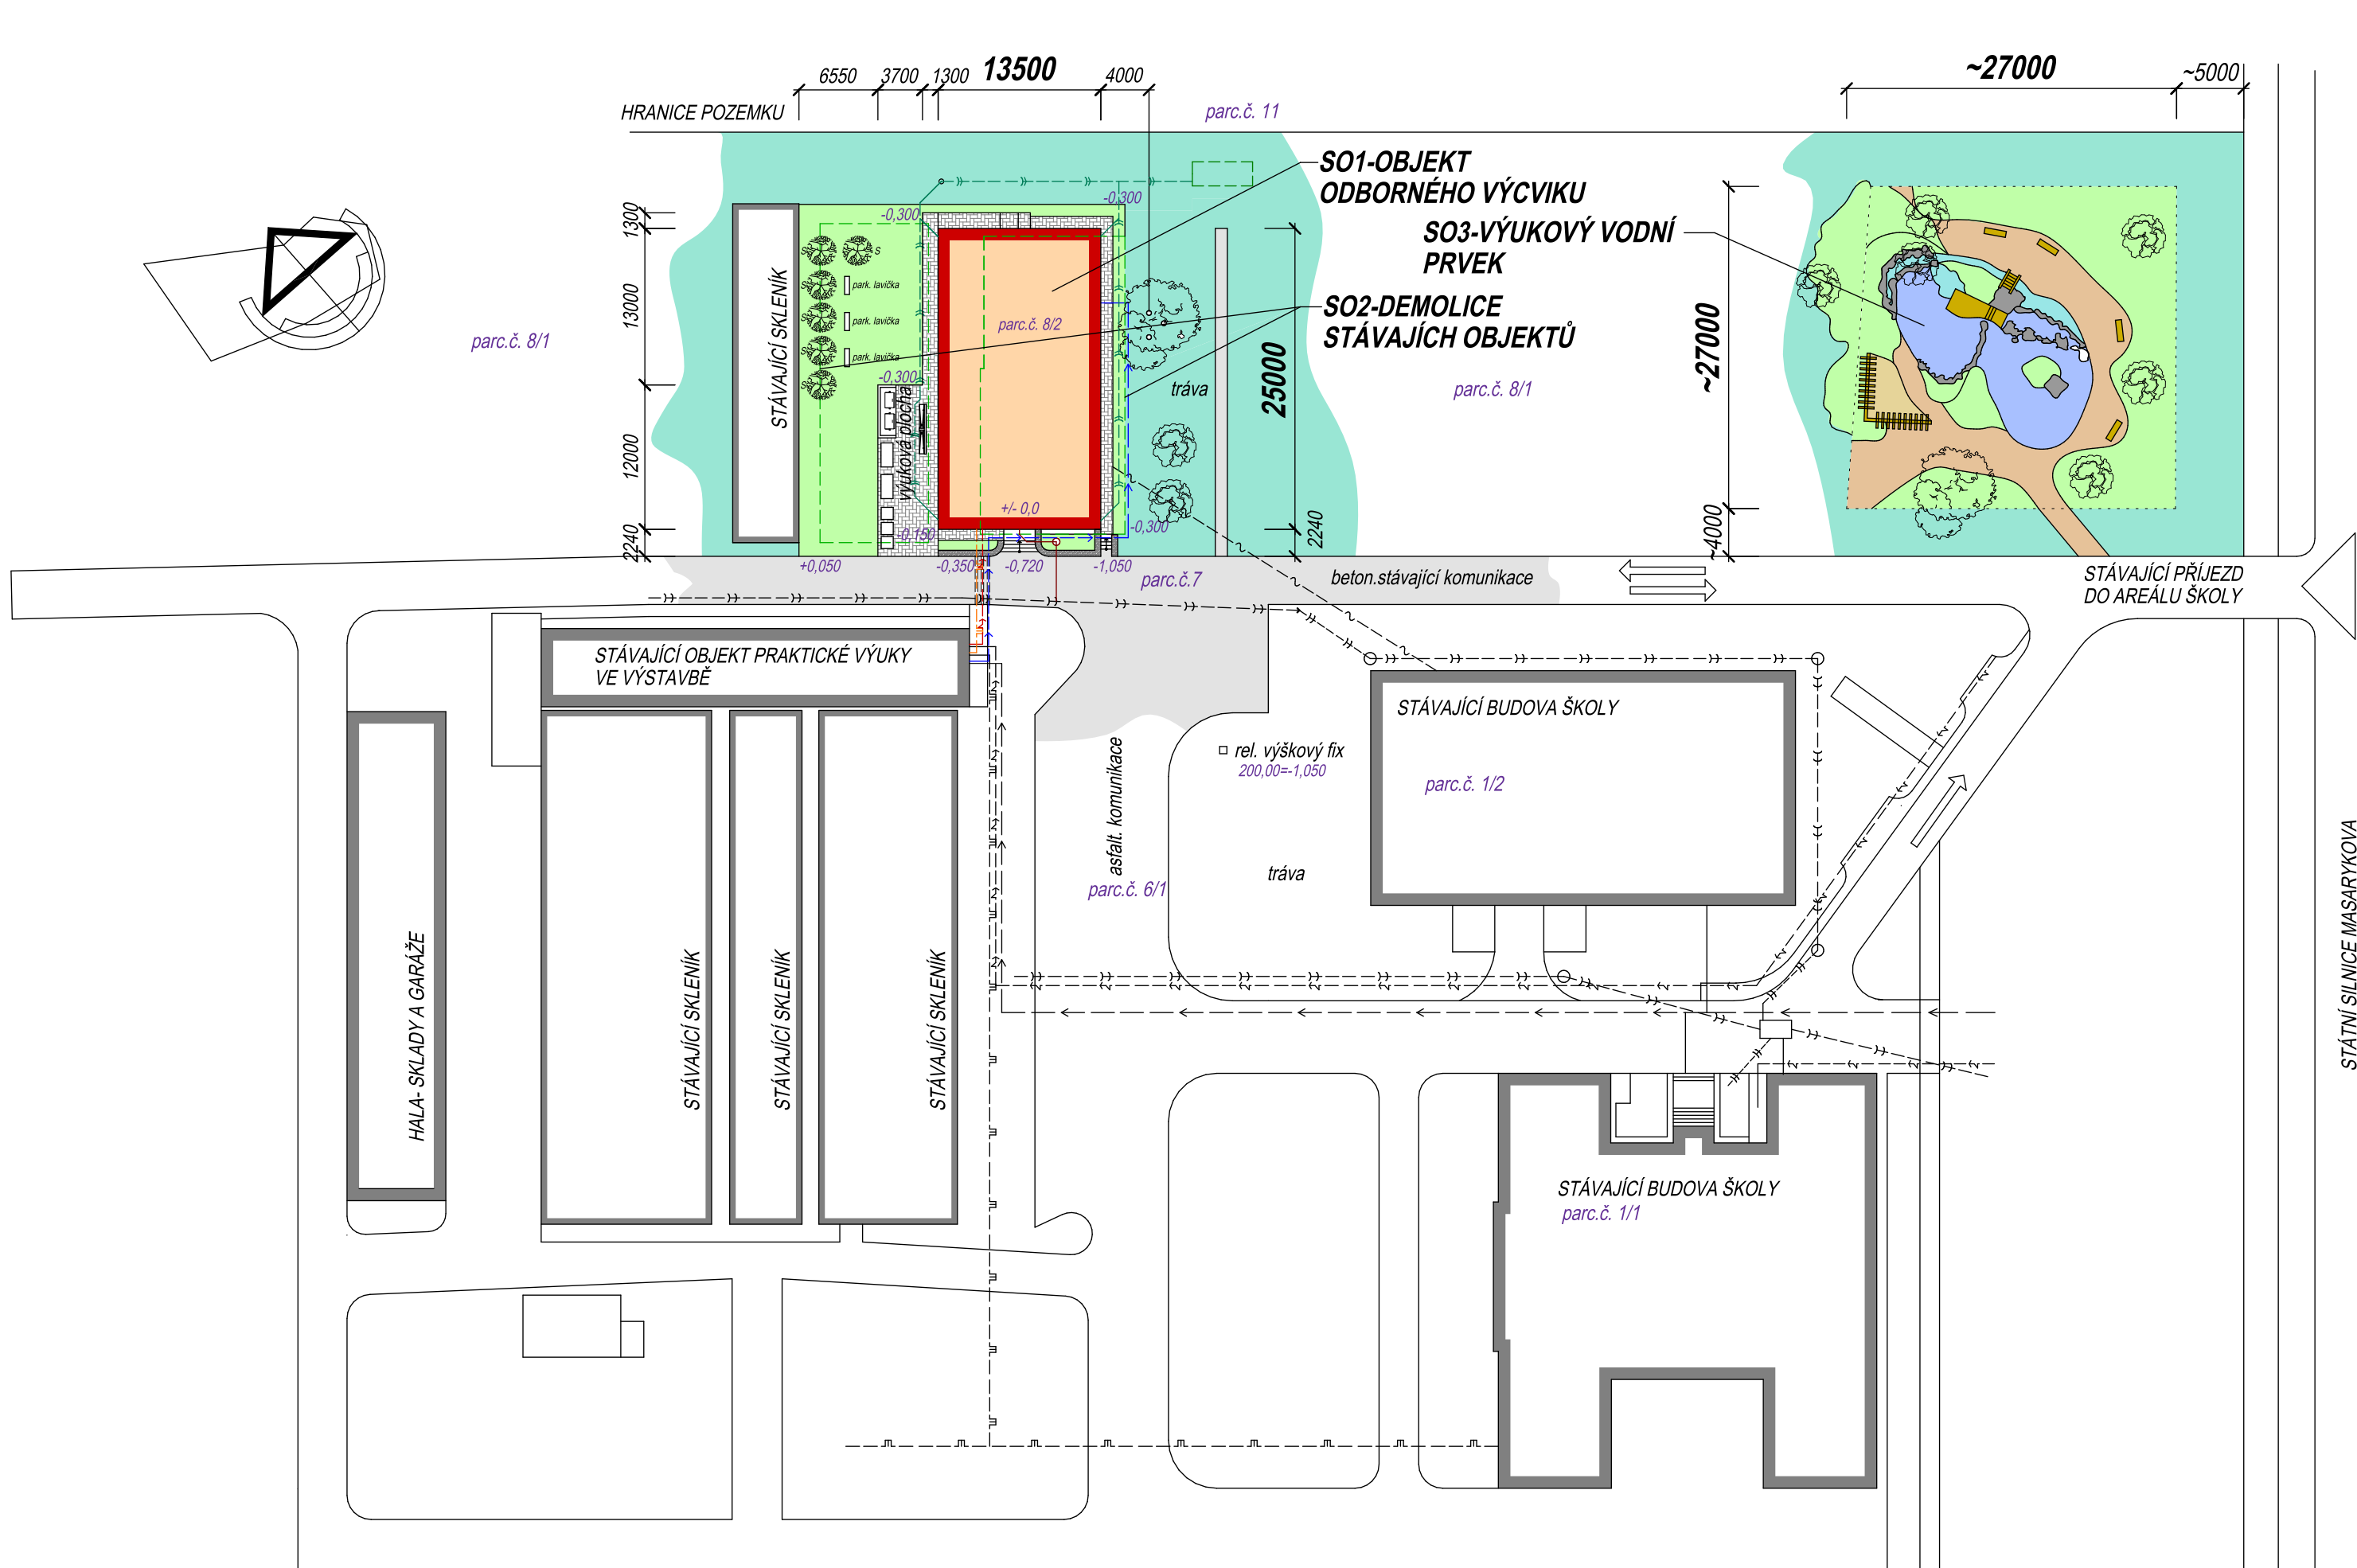 6550
3700
1300
13500
4000
~27000
~5000
HRANICE POZEMKU
parc.č. 11
SO1-OBJEKT
ODBORNÉHO VÝCVIKU
SO3-VÝUKOVÝ VODNÍ
PRVEK
SO2-DEMOLICE
STÁVAJÍCH OBJEKTŮ
1300
13000
12000
2240
STÁVAJÍCÍ SKLENÍK
-0,300
-0,300
S
S
S
park. lavička
S
park. lavička
S
park. lavička
S
-0,300
výuková plocha
parc.č. 8/2
+/- 0,0
-0,150
-0,300
tráva
25000
2240
parc.č. 8/1
parc.č. 8/1
~27000
~4000
+0,050
-0,350
-0,720
-1,050
parc.č.7
beton.stávající komunikace
STÁVAJÍCÍ PŘÍJEZD
DO AREÁLU ŠKOLY
STÁVAJÍCÍ OBJEKT PRAKTICKÉ VÝUKY
VE VÝSTAVBĚ
STÁVAJÍCÍ BUDOVA ŠKOLY
parc.č. 1/2
rel. výškový fix
200,00=-1,050
asfalt. komunikace
parc.č. 6/1
tráva
HALA- SKLADY A GARÁŽE
STÁVAJÍCÍ SKLENÍK
STÁVAJÍCÍ SKLENÍK
STÁVAJÍCÍ SKLENÍK
STÁTNÍ SILNICE MASARYKOVA
STÁVAJÍCÍ BUDOVA ŠKOLY
parc.č. 1/1